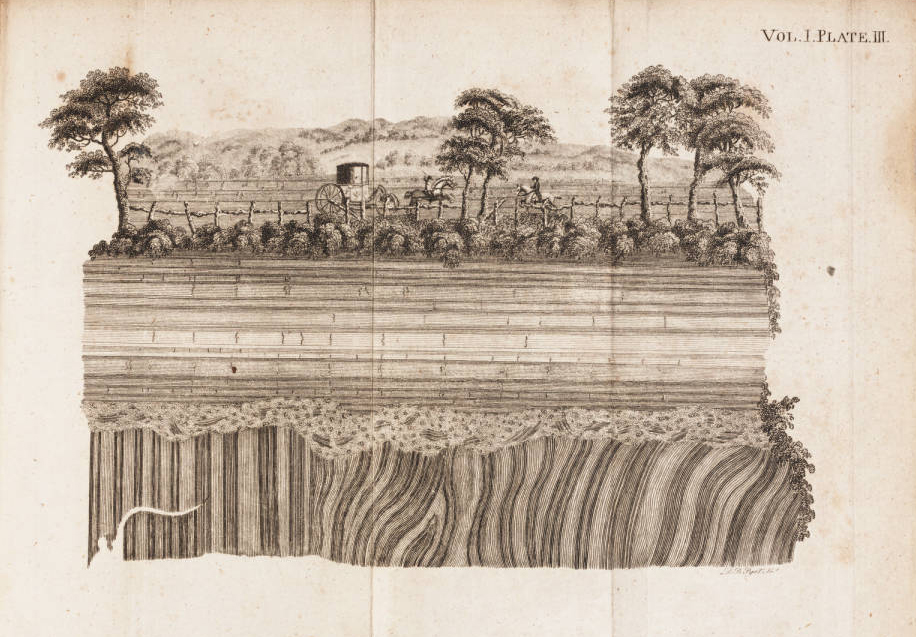 VOL. I. PLATE. III.